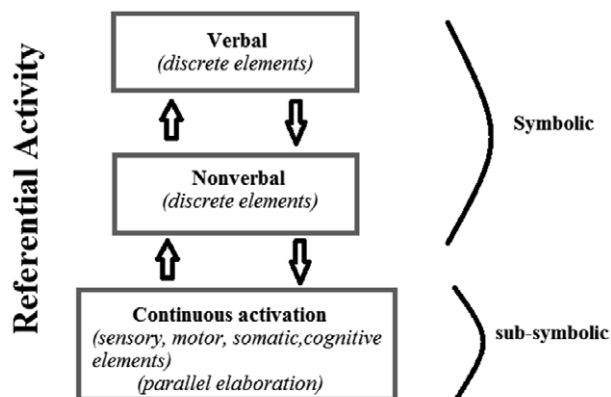 Referential Activity
Verbal
(discrete elements)
Symbolic
Nonverbal
(discrete elements)
Continuous activation
(sensory, motor, somatic,cognitive
elements)
(parallel elaboration)
sub-symbolic